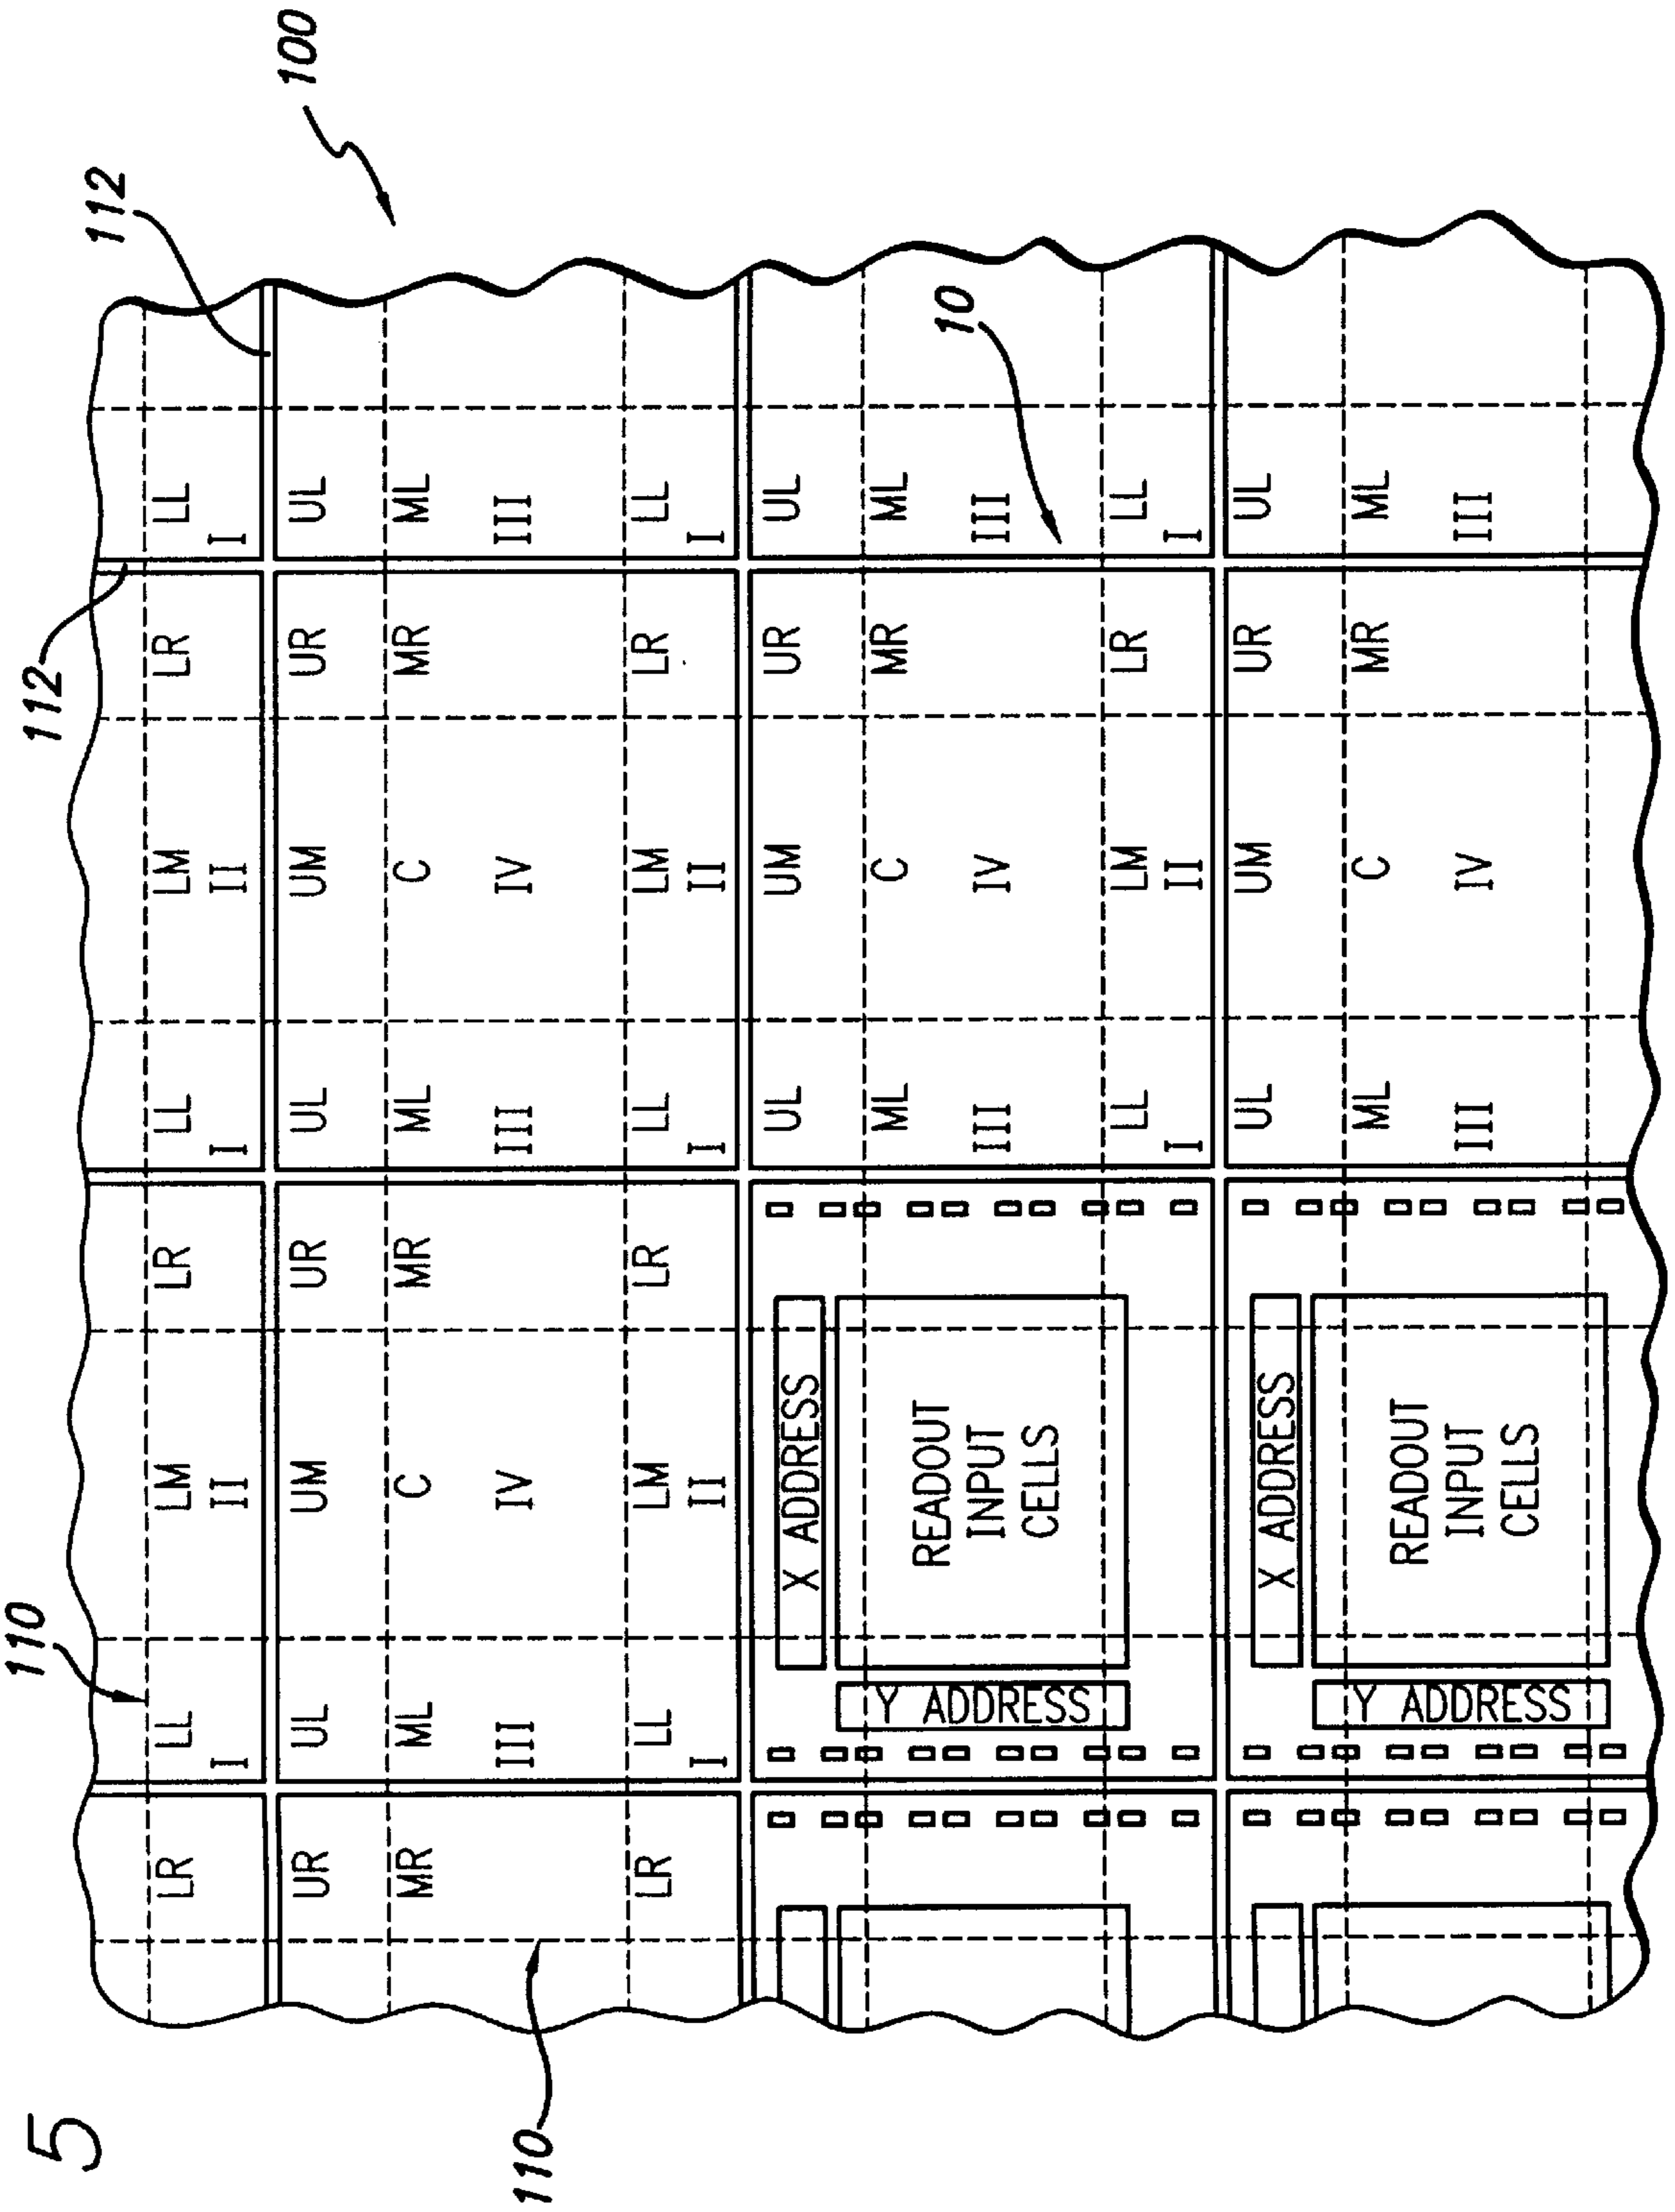 5
110
112
112
100
LR LL LM LR LL LM LR LL
I II I II I
UR UL UM UR UL UM UR UL
MR ML C MR ML C MR ML
III IV III IV III
110
LR LL LM LR LL LM LR LL
I II I II I
X ADDRESS
UL UM UR UL
ML C MR ML
10
Y ADDRESS
READOUT
INPUT
CELLS
III IV III
LL LM LR LL
I II I
X ADDRESS
UL UM UR UL
ML C MR ML
Y ADDRESS
READOUT
INPUT
CELLS
III IV III